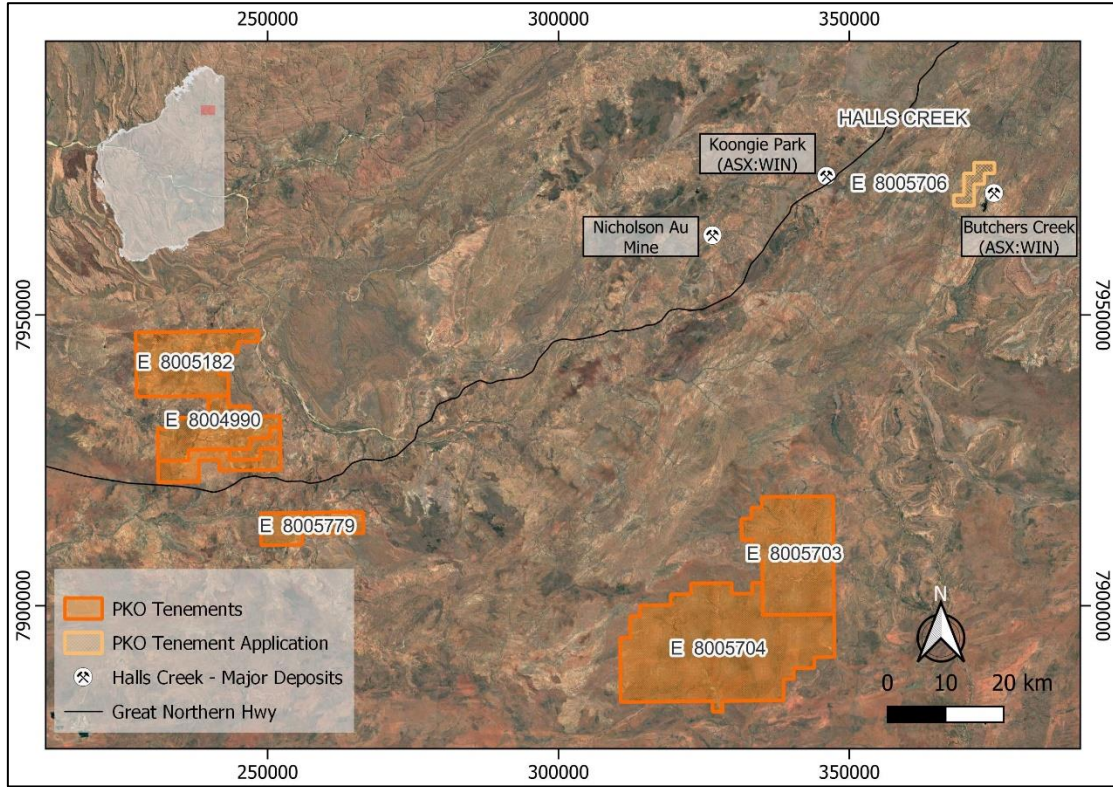 250000
300000
350000
HALLS CREEK
Koongie Park
(ASX:WIN)
E 8005706
Nicholson Au
Mine
Butchers Creek
(ASX:WIN)
7950000
7950000
E 8005182
E 8004990
E 8005779
E 8005703
7900000
7900000
E 8005704
PKO Tenements
PKO Tenement Application
Halls Creek - Major Deposits
Great Northern Hwy
N
0 10 20 km
250000
300000
350000